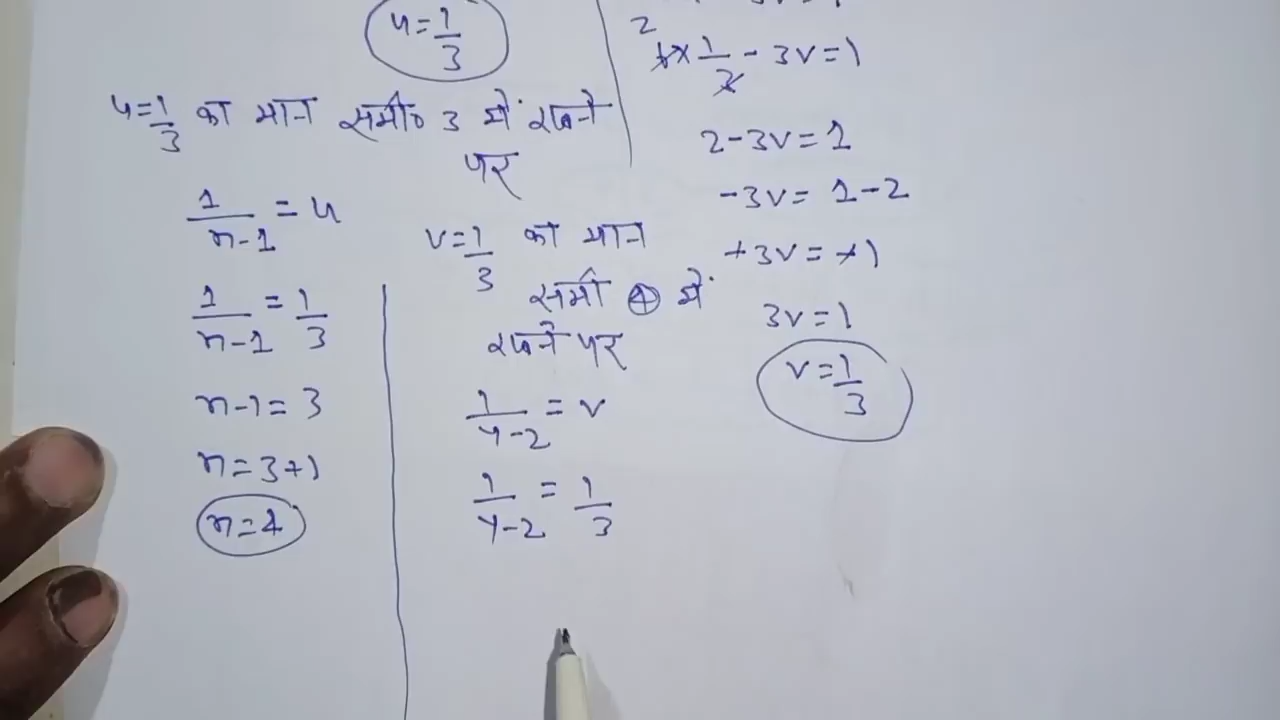 u=1/3
u=1/3 का मान समी० 3 में रखने
पर
1/x-1 = u
1/x-1 = 1/3
x-1=3
x=3+1
x=4
v=1/3 का मान
समी ④ में
रखने पर
1/y-2 = v
1/y-2 = 1/3
2
6× 1/3 - 3v=1
2-3v=1
-3v= 1-2
+3v=+1
3v=1
v=1/3